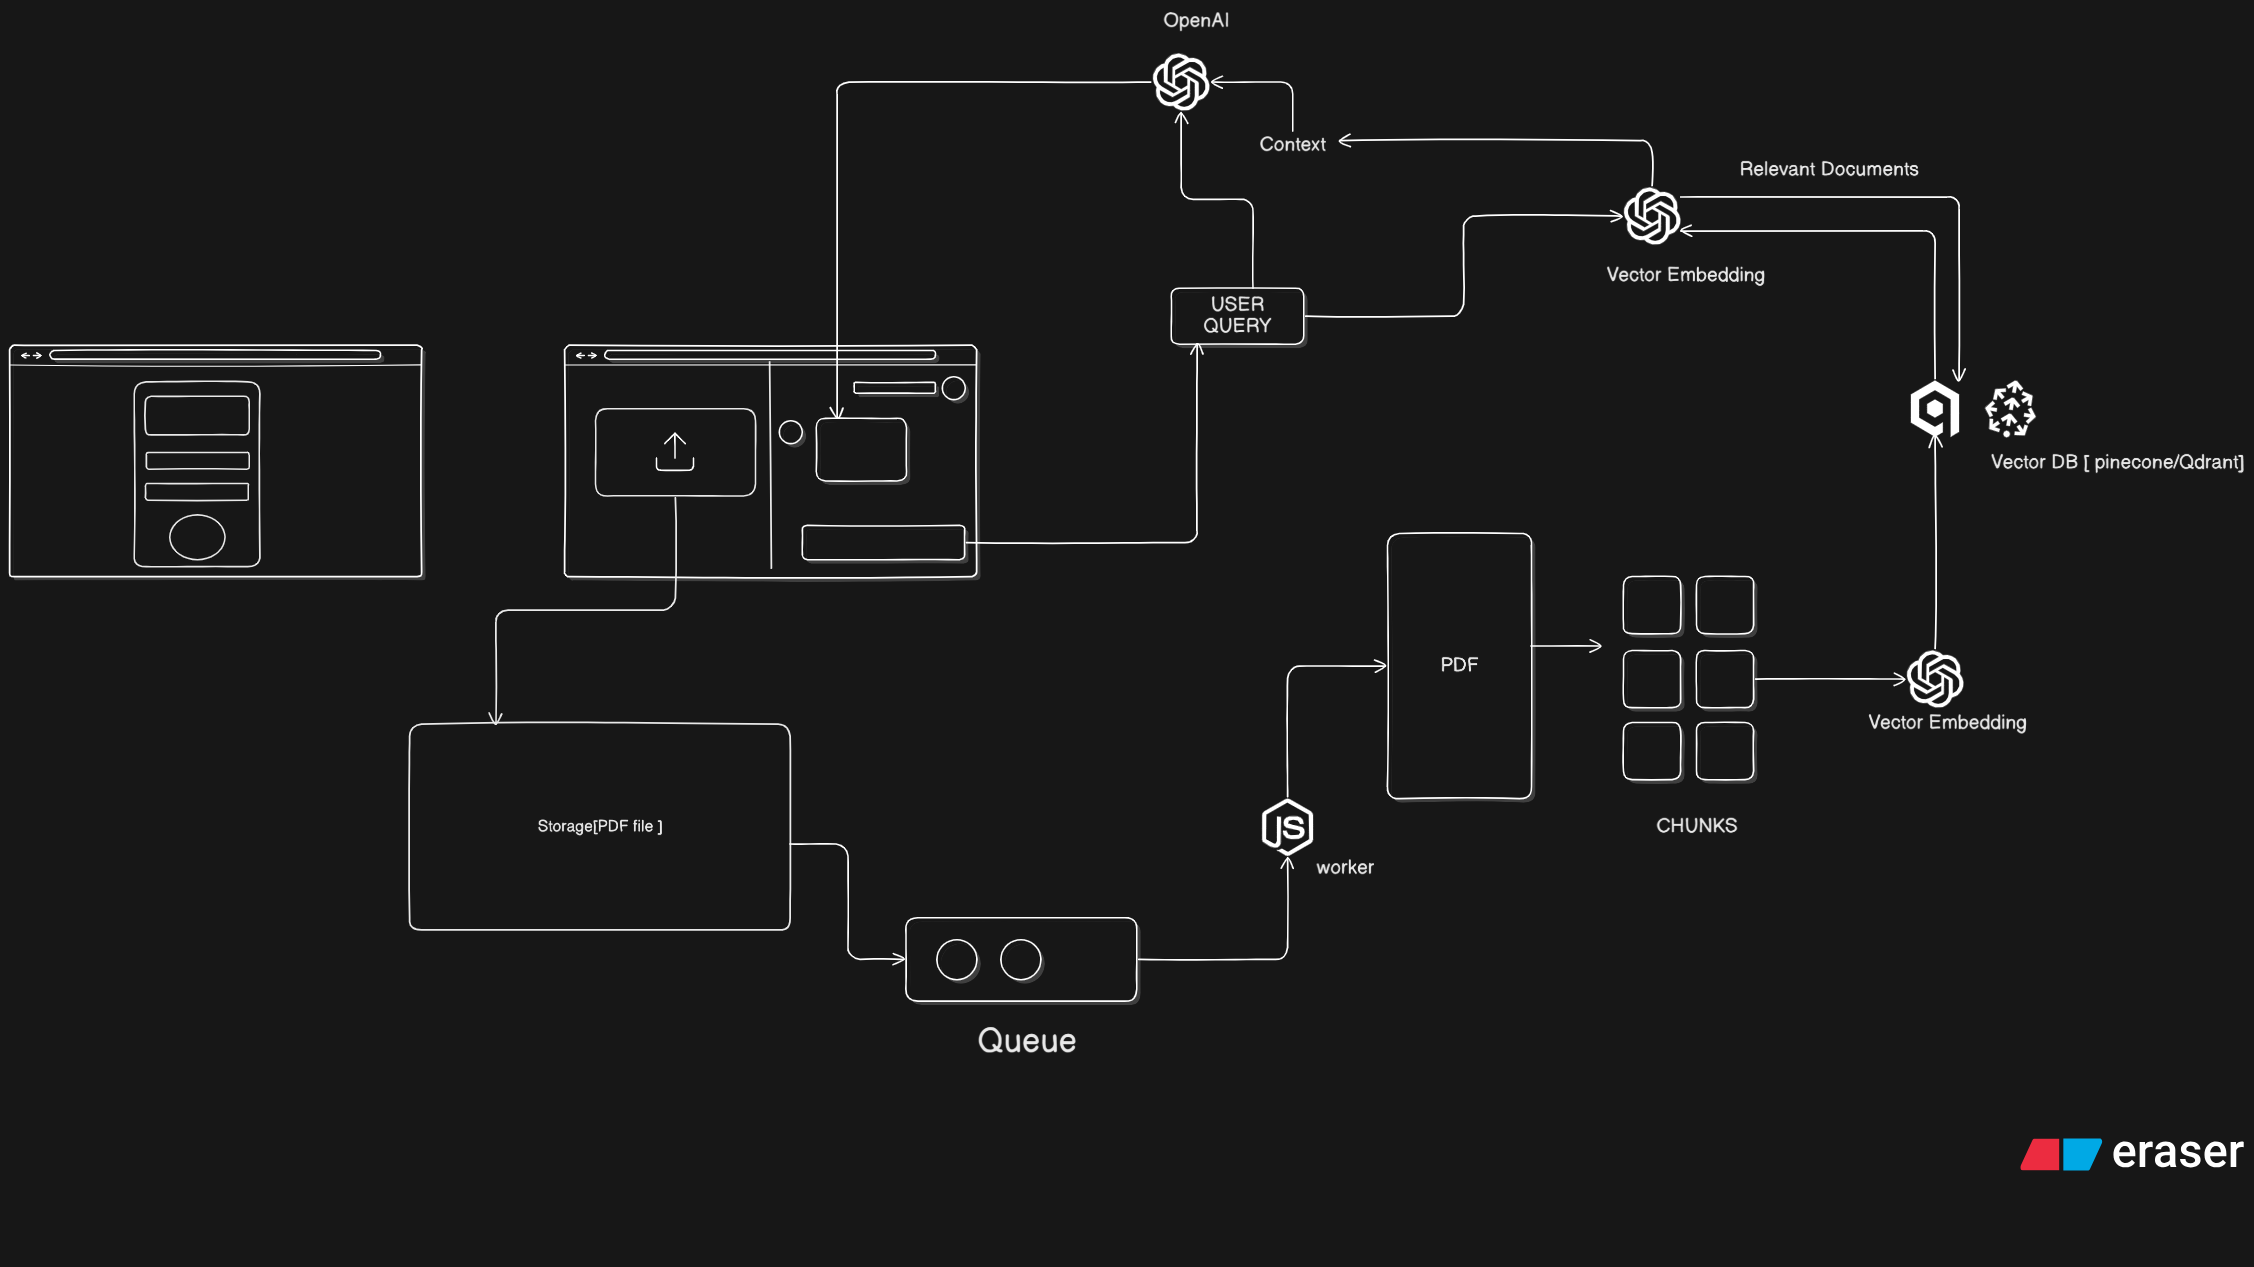 OpenAI
Context
Relevant Documents
Vector Embedding
USER
QUERY
Vector DB [ pinecone/Qdrant]
PDF
Vector Embedding
CHUNKS
Storage[PDF file ]
JS
worker
Queue
eraser